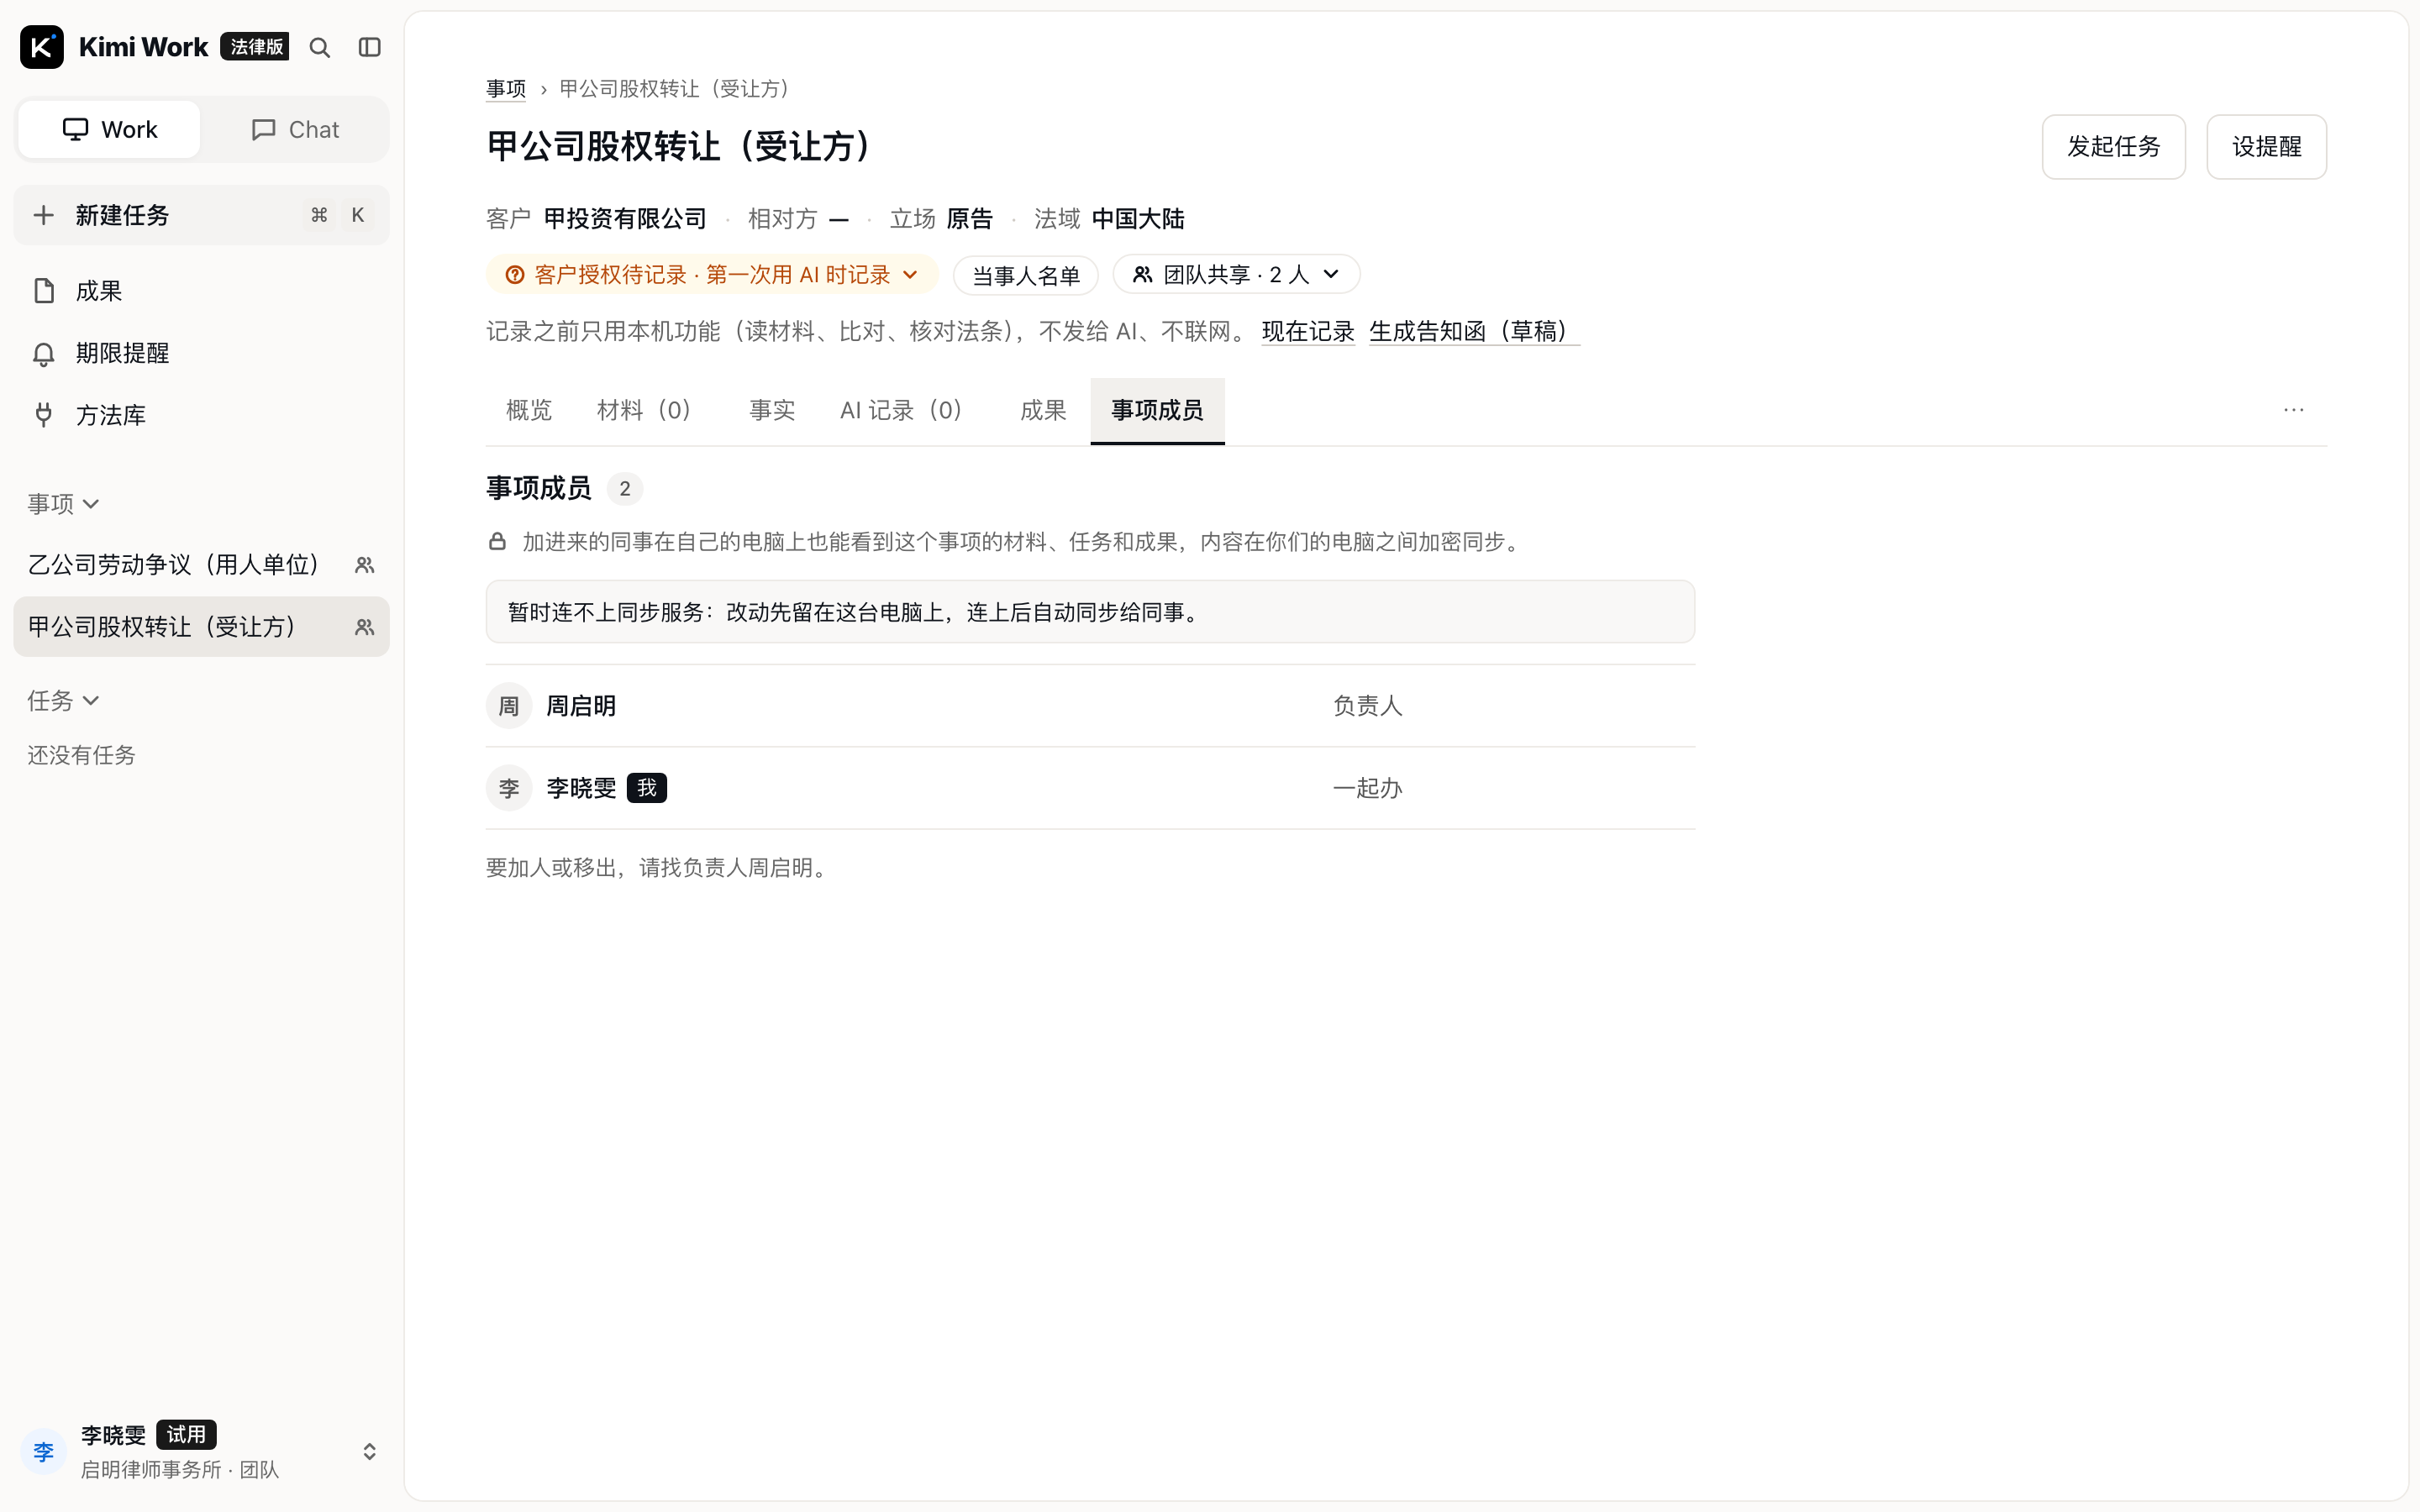 Kimi Work 法律版
Work
Chat
新建任务 ⌘ K
成果
期限提醒
方法库
事项
乙公司劳动争议（用人单位）
甲公司股权转让（受让方）
任务
还没有任务
李
李晓雯 试用
启明律师事务所 · 团队
事项 › 甲公司股权转让（受让方）
甲公司股权转让（受让方）
发起任务
设提醒
客户 甲投资有限公司 · 相对方 — · 立场 原告 · 法域 中国大陆
客户授权待记录 · 第一次用 AI 时记录
当事人名单
团队共享 · 2 人
记录之前只用本机功能（读材料、比对、核对法条），不发给 AI、不联网。 现在记录 生成告知函（草稿）
概览 材料（0） 事实 AI 记录（0） 成果 事项成员 ···
事项成员 2
加进来的同事在自己的电脑上也能看到这个事项的材料、任务和成果，内容在你们的电脑之间加密同步。
暂时连不上同步服务：改动先留在这台电脑上，连上后自动同步给同事。
周 周启明 负责人
李 李晓雯 我 一起办
要加人或移出，请找负责人周启明。